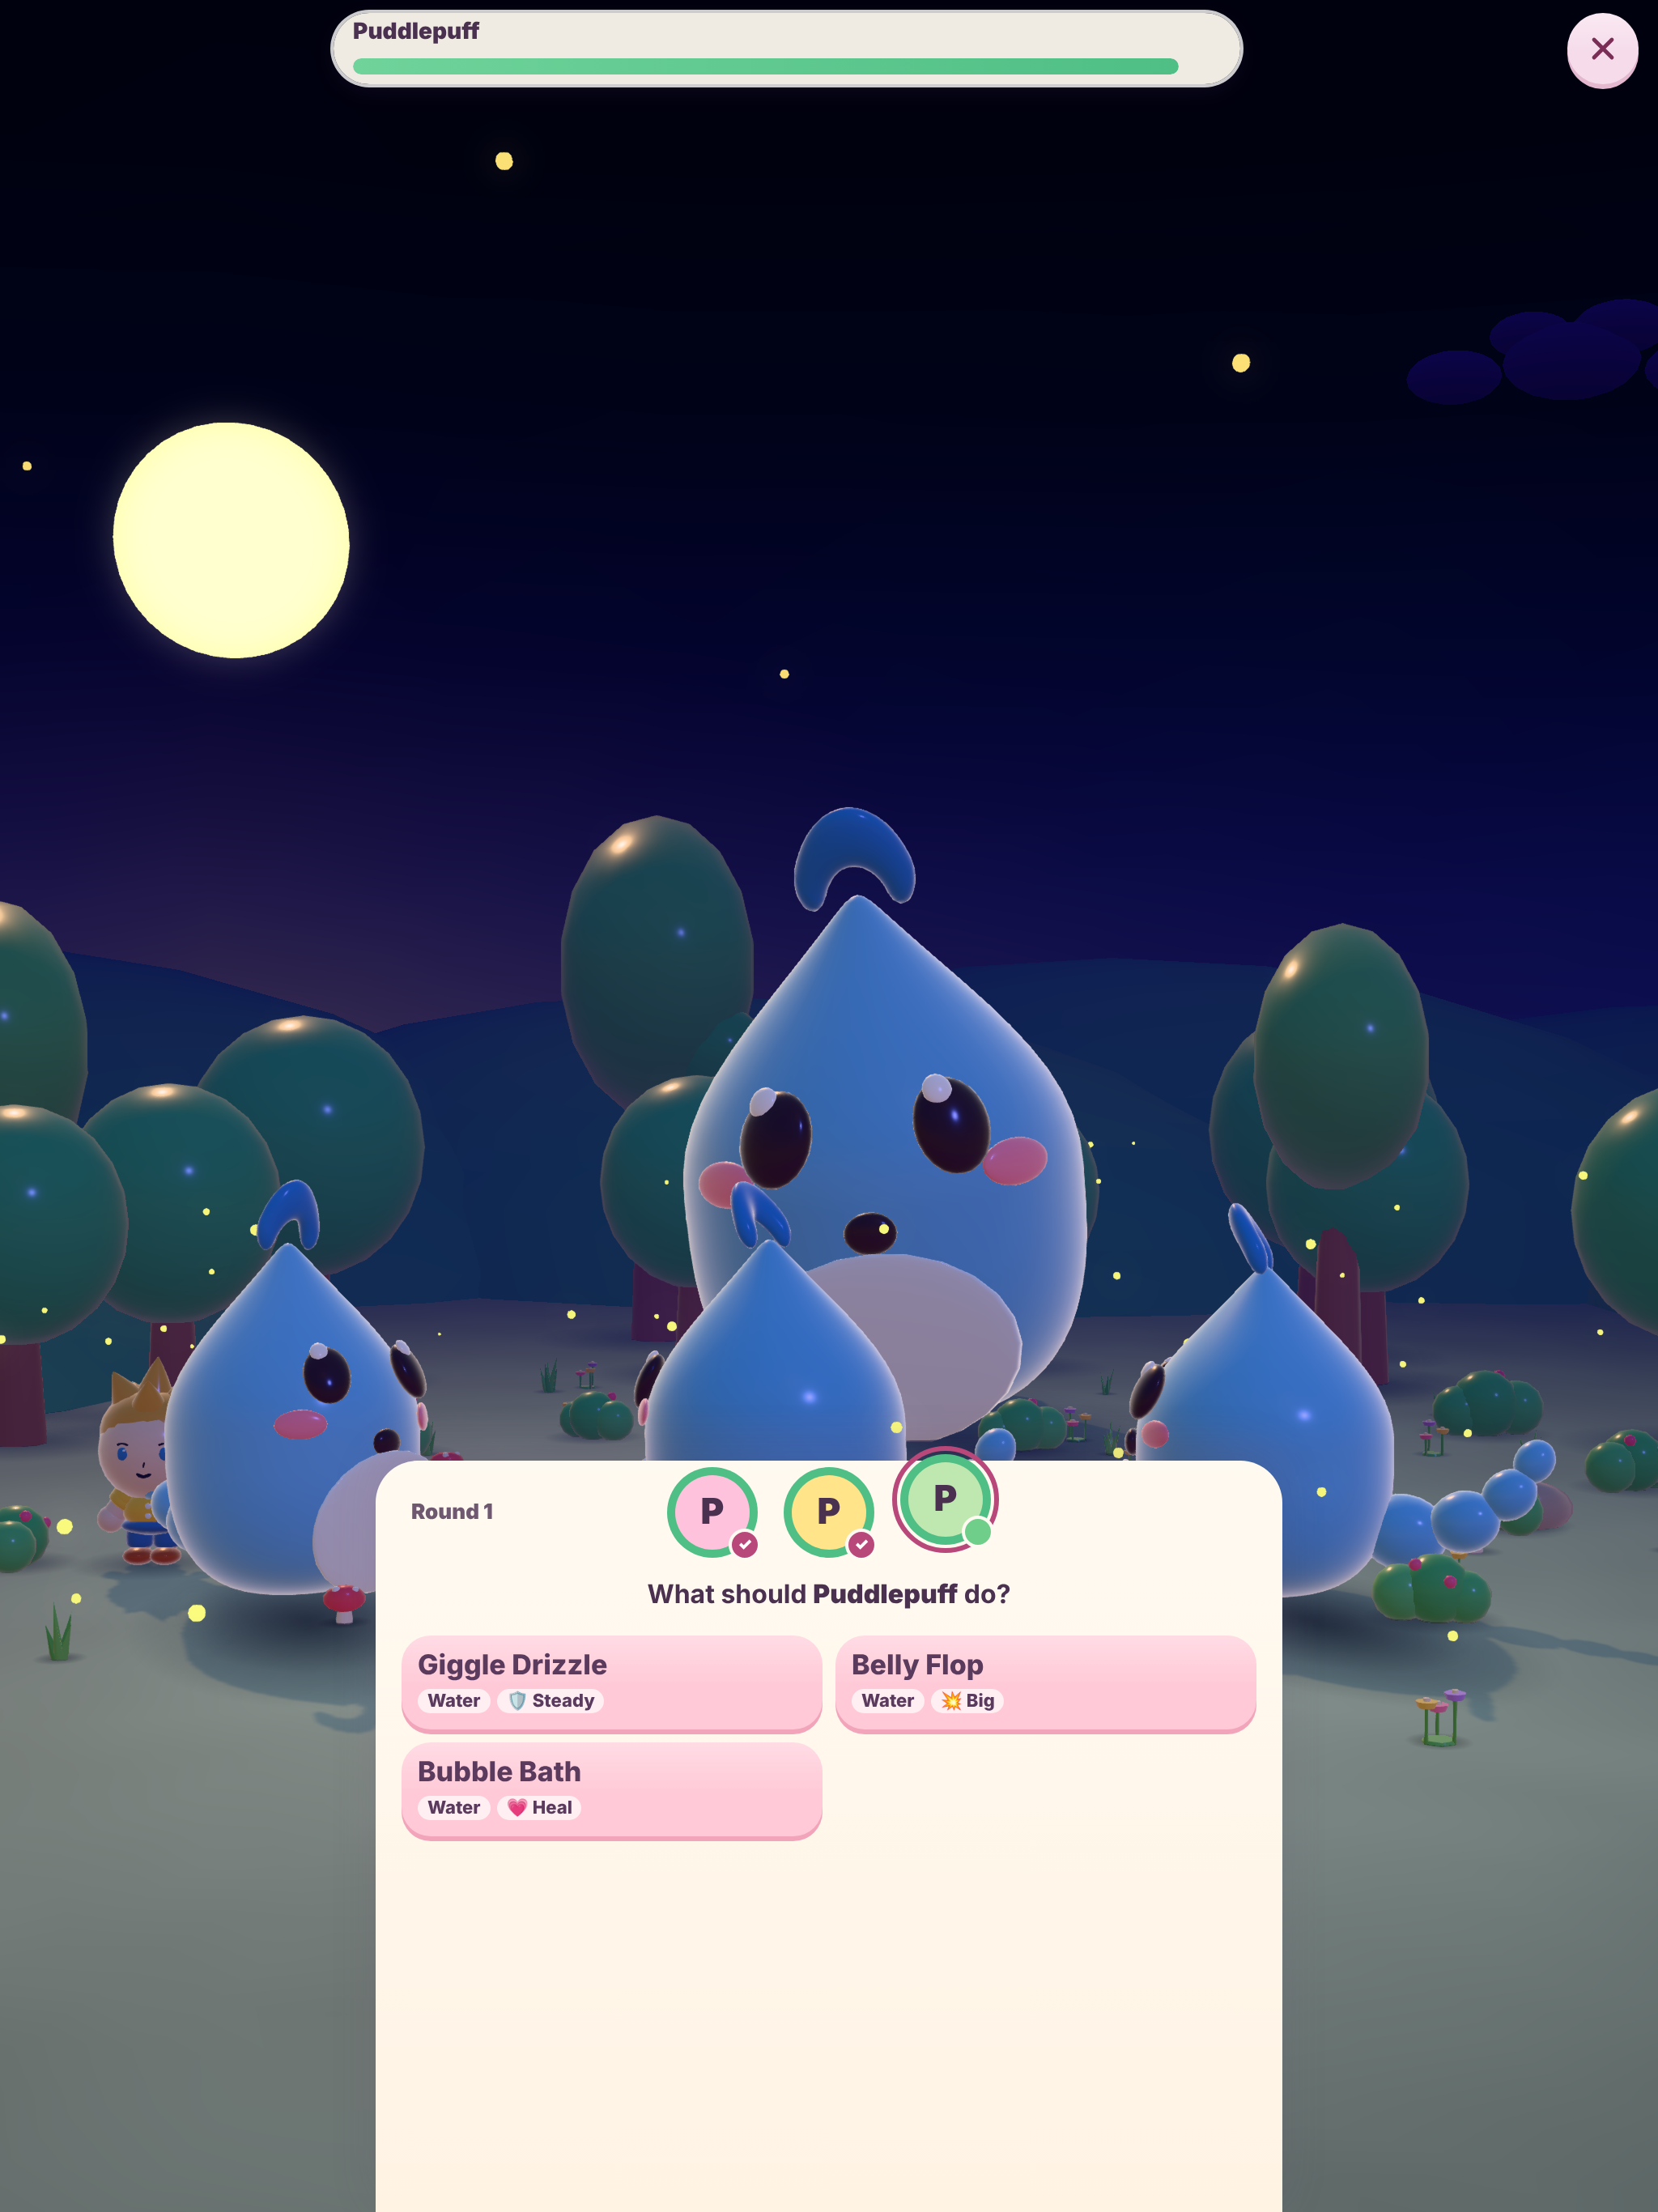 Puddlepuff
Round 1
P
P
P
What should Puddlepuff do?
Giggle Drizzle
Water 🛡️ Steady
Belly Flop
Water 💥 Big
Bubble Bath
Water 💗 Heal